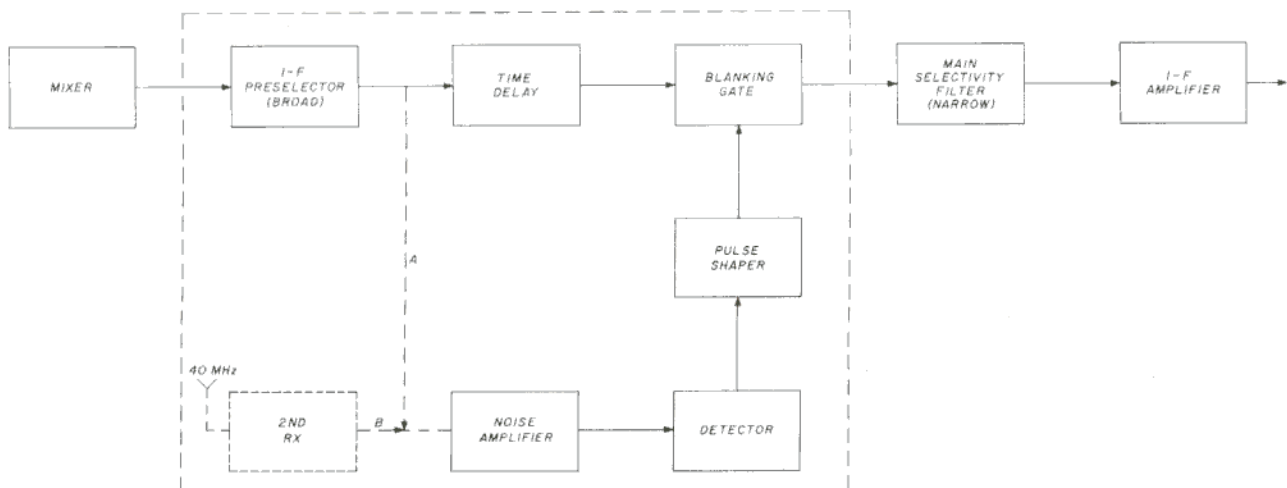 MIXER
I-F
PRESELECTOR
(BROAD)
TIME
DELAY
BLANKING
GATE
MAIN
SELECTIVITY
FILTER
(NARROW)
I-F
AMPLIFIER
A
PULSE
SHAPER
40 MHz
2ND
RX
B
NOISE
AMPLIFIER
DETECTOR